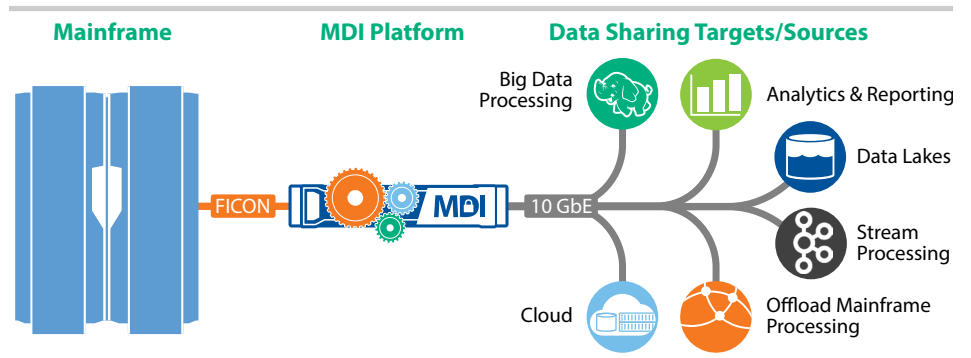 Mainframe
MDI Platform
Data Sharing Targets/Sources
Big Data
Processing
Analytics & Reporting
Data Lakes
FICON
MDI
10 GbE
Stream
Processing
Cloud
Offload Mainframe
Processing